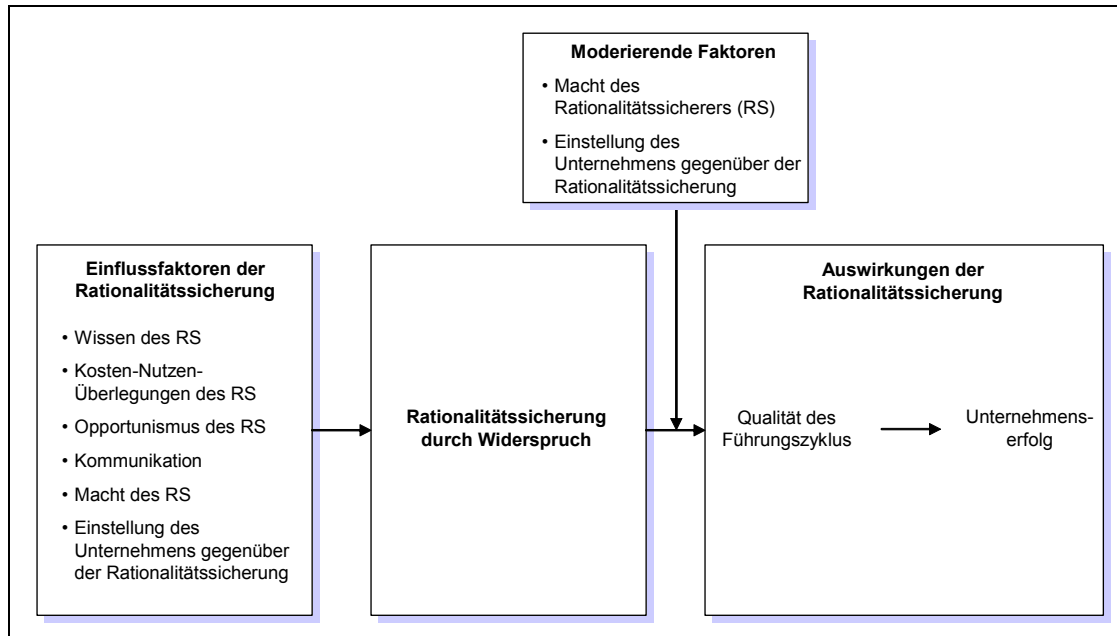 Moderierende Faktoren
• Macht des
Rationalitätssicherers (RS)
• Einstellung des
Unternehmens gegenüber der
Rationalitätssicherung
Einflussfaktoren der
Rationalitätssicherung
• Wissen des RS
• Kosten-Nutzen-
Überlegungen des RS
• Opportunismus des RS
• Kommunikation
• Macht des RS
• Einstellung des
Unternehmens gegenüber
der Rationalitätssicherung
Rationalitätssicherung
durch Widerspruch
Auswirkungen der
Rationalitätssicherung
Qualität des
Führungszyklus
Unternehmens-
erfolg